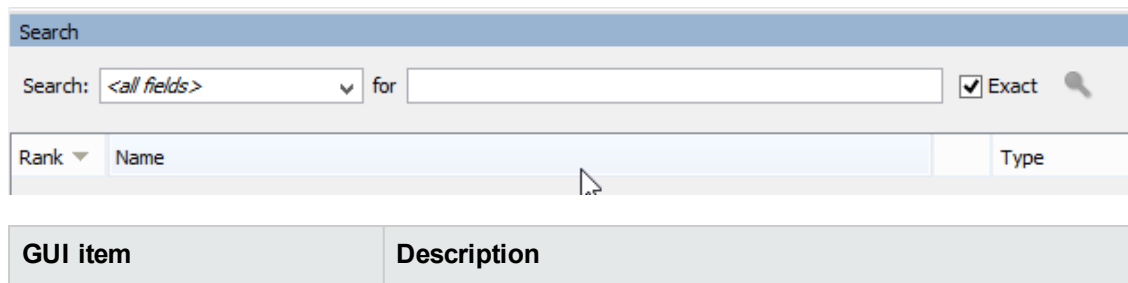 Search
Search: <all fields> for Exact
Rank Name Type
GUI item Description